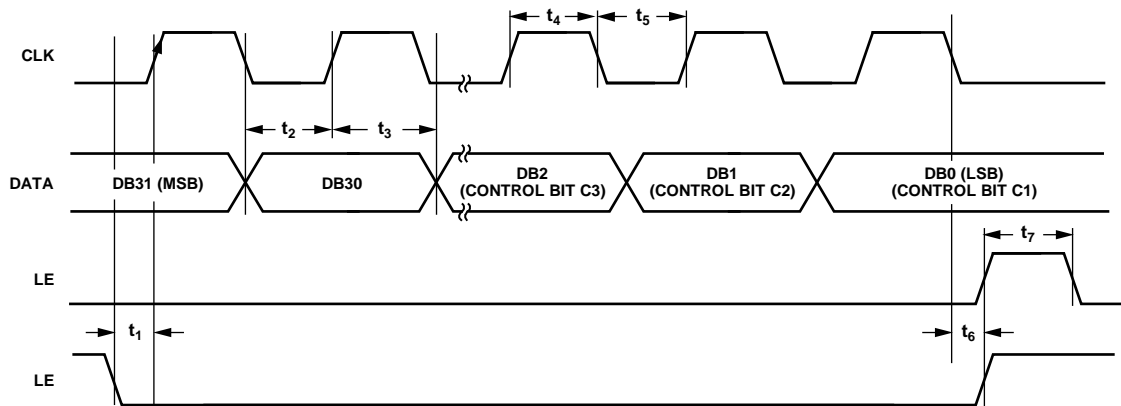 t4
t5
CLK
t2
t3
DATA
DB31 (MSB)
DB30
DB2
(CONTROL BIT C3)
DB1
(CONTROL BIT C2)
DB0 (LSB)
(CONTROL BIT C1)
t7
LE
t1
t6
LE